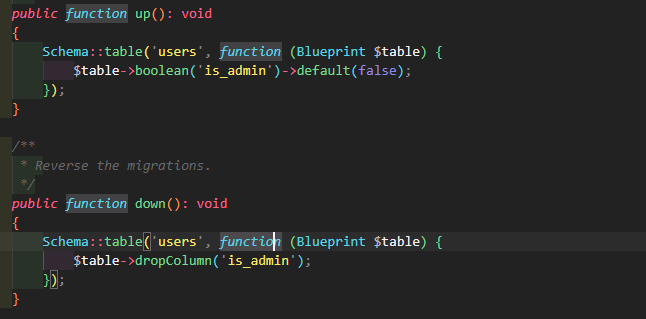 public function up(): void
{
    Schema::table('users', function (Blueprint $table) {
        $table->boolean('is_admin')->default(false);
    });
}
/**
 * Reverse the migrations.
 */
public function down(): void
{
    Schema::table('users', function (Blueprint $table) {
        $table->dropColumn('is_admin');
    });
}